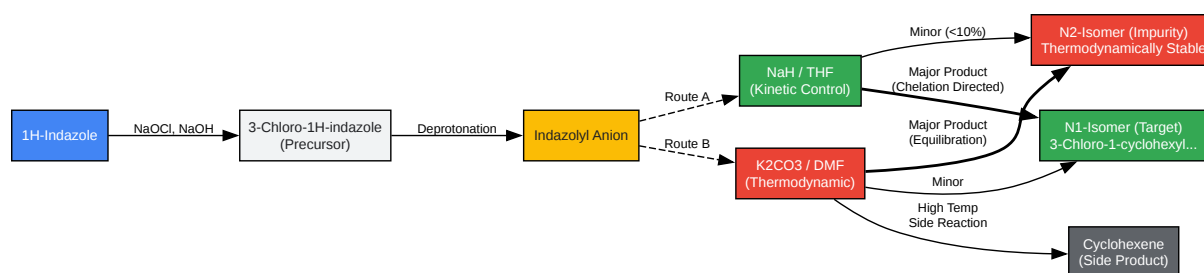 1H-Indazole
NaOCl, NaOH
3-Chloro-1H-indazole
(Precursor)
Deprotonation
Indazolyl Anion
Route A
Route B
NaH / THF
(Kinetic Control)
K2CO3 / DMF
(Thermodynamic)
Minor (<10%)
Major Product
(Chelation Directed)
Major Product
(Equilibration)
Minor
High Temp
Side Reaction
N2-Isomer (Impurity)
Thermodynamically Stable
N1-Isomer (Target)
3-Chloro-1-cyclohexyl...
Cyclohexene
(Side Product)